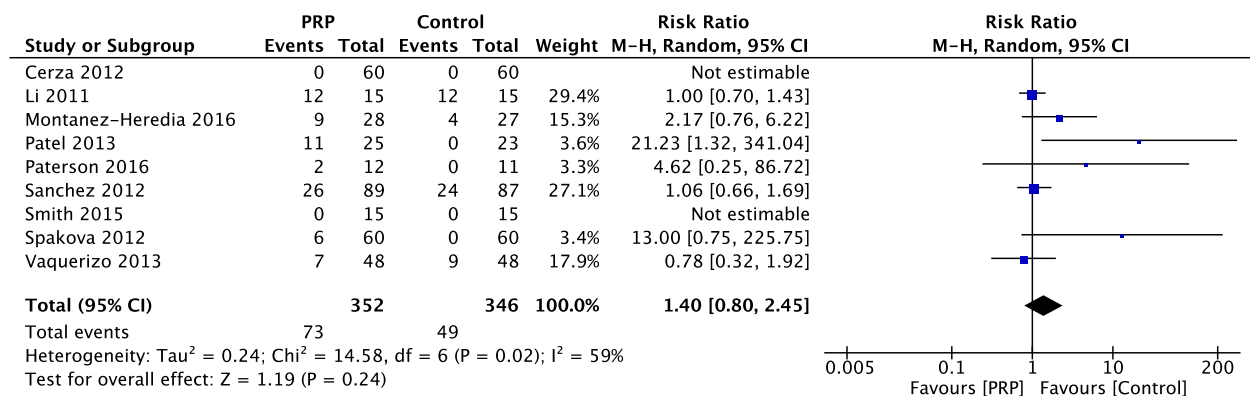 PRP Control Risk Ratio Risk Ratio
Study or Subgroup Events Total Events Total Weight M-H, Random, 95% CI M-H, Random, 95% CI
Cerza 2012 0 60 0 60 Not estimable
Li 2011 12 15 12 15 29.4% 1.00 [0.70, 1.43]
Montanez-Heredia 2016 9 28 4 27 15.3% 2.17 [0.76, 6.22]
Patel 2013 11 25 0 23 3.6% 21.23 [1.32, 341.04]
Paterson 2016 2 12 0 11 3.3% 4.62 [0.25, 86.72]
Sanchez 2012 26 89 24 87 27.1% 1.06 [0.66, 1.69]
Smith 2015 0 15 0 15 Not estimable
Spakova 2012 6 60 0 60 3.4% 13.00 [0.75, 225.75]
Vaquerizo 2013 7 48 9 48 17.9% 0.78 [0.32, 1.92]
Total (95% CI) 352 346 100.0% 1.40 [0.80, 2.45]
Total events 73 49
Heterogeneity: Tau² = 0.24; Chi² = 14.58, df = 6 (P = 0.02); I² = 59%
Test for overall effect: Z = 1.19 (P = 0.24)
0.005 0.1 1 10 200
Favours [PRP] Favours [Control]